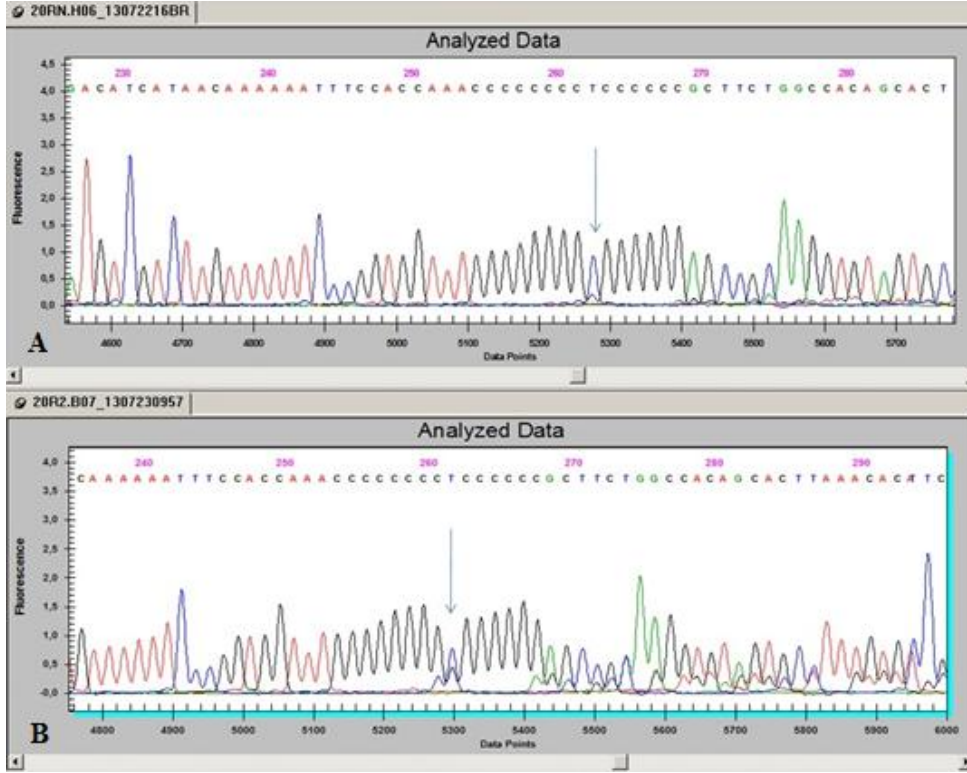 20RN.H06_13072216BR
Analyzed Data
4,5
4,0
3,5
3,0
2,5
2,0
1,5
1,0
0,5
0,0
Fluorescence
230 240 250 260 270 280
G A C A T C A T A A C A A A A A A T T T C C A C C A A A C C C C C C C C T C C C C C C G C T T C T G G C C A C A G C A C T
4600 4700 4800 4900 5000 5100 5200 5300 5400 5500 5600 5700
Data Points
A
20R2.B07_1307230957
Analyzed Data
4,0
3,5
3,0
2,5
2,0
1,5
1,0
0,5
-0,0
Fluorescence
240 250 260 270 280 290
C A A A A A A T T T C C A C C A A A C C C C C C C C T C C C C C C G C T T C T G G C C A C A G C A C T T A A A C A C A T T C
4800 4900 5000 5100 5200 5300 5400 5500 5600 5700 5800 5900 6000
Data Points
B